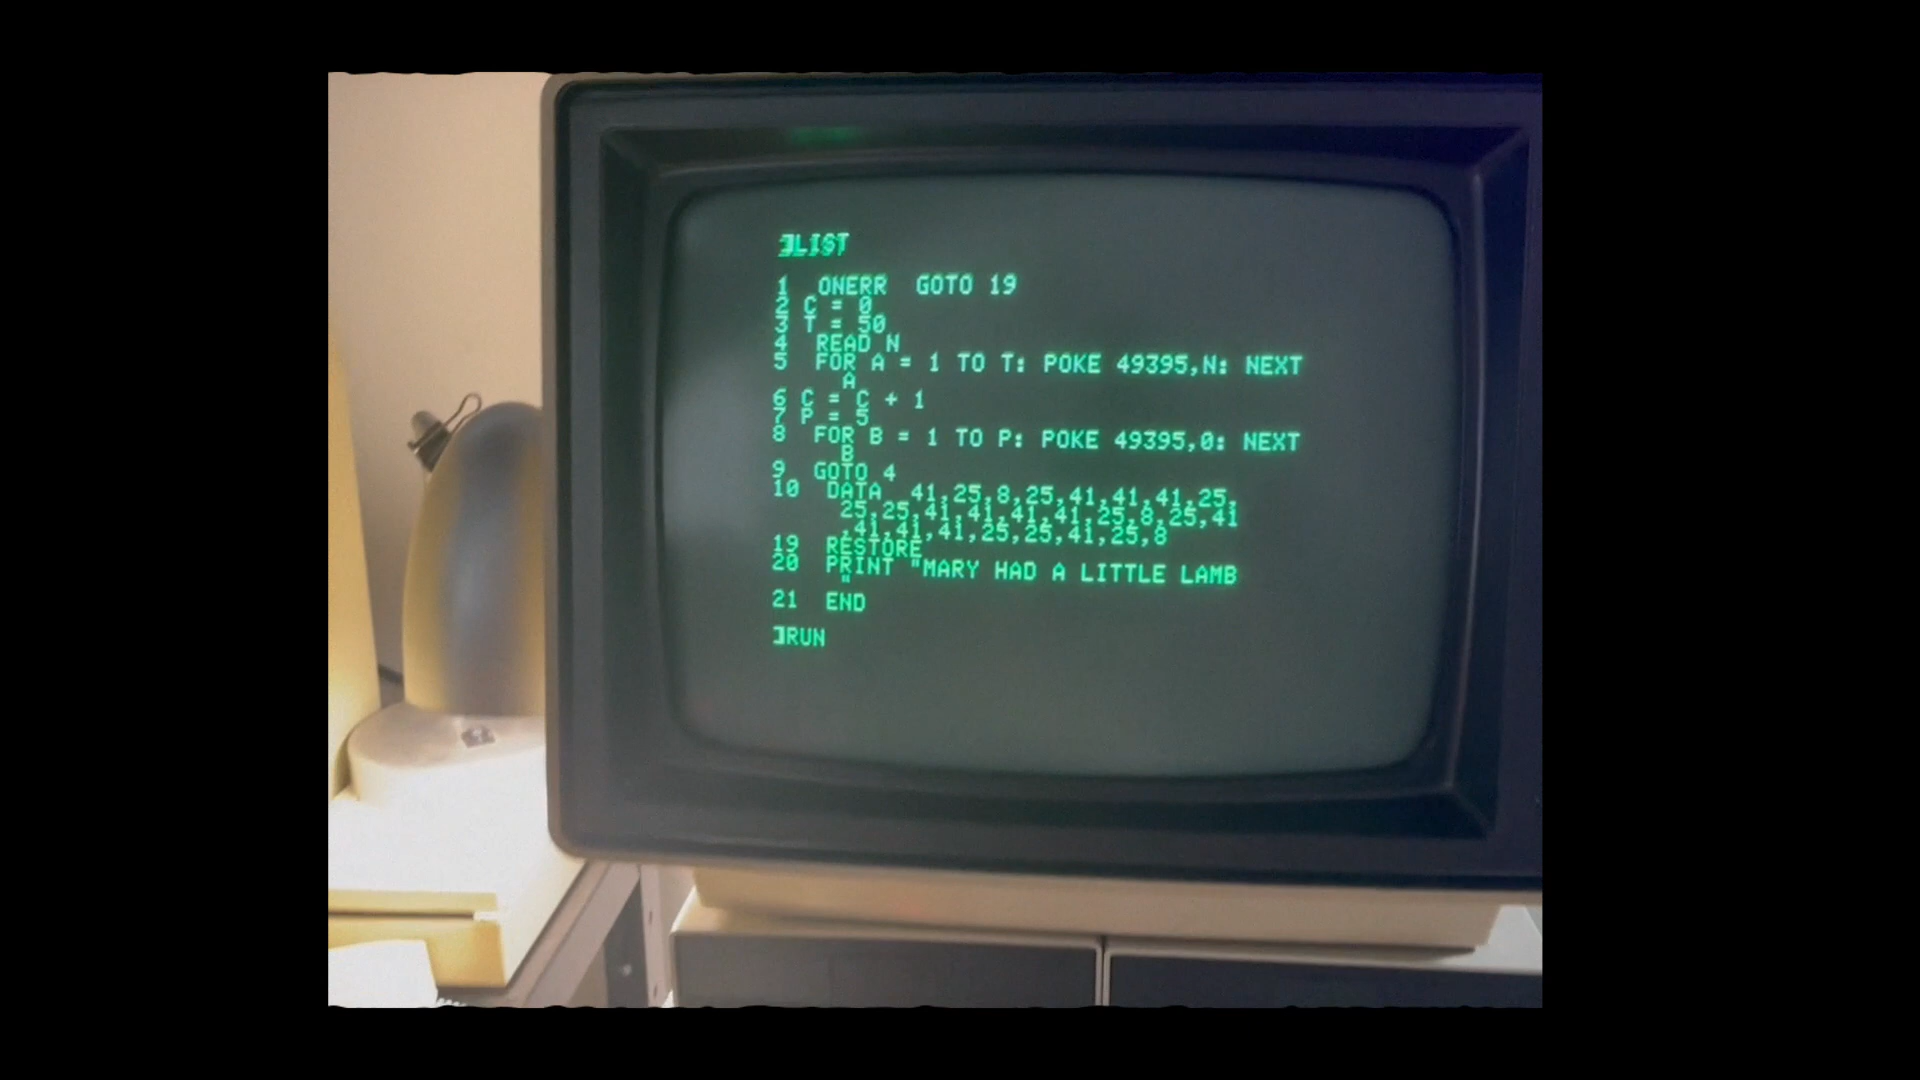 ]LIST
1 ONERR GOTO 19
2 C = 0
3 T = 50
4 READ N
5 FOR A = 1 TO T: POKE 49395,N: NEXT
A
6 C = C + 1
7 P = 5
8 FOR B = 1 TO P: POKE 49395,0: NEXT
B
9 GOTO 4
10 DATA 41,25,8,25,41,41,41,25,
25,25,41,41,41,41,25,8,25,41
,41,41,41,25,25,41,25,8
19 RESTORE
20 PRINT "MARY HAD A LITTLE LAMB
"
21 END
]RUN